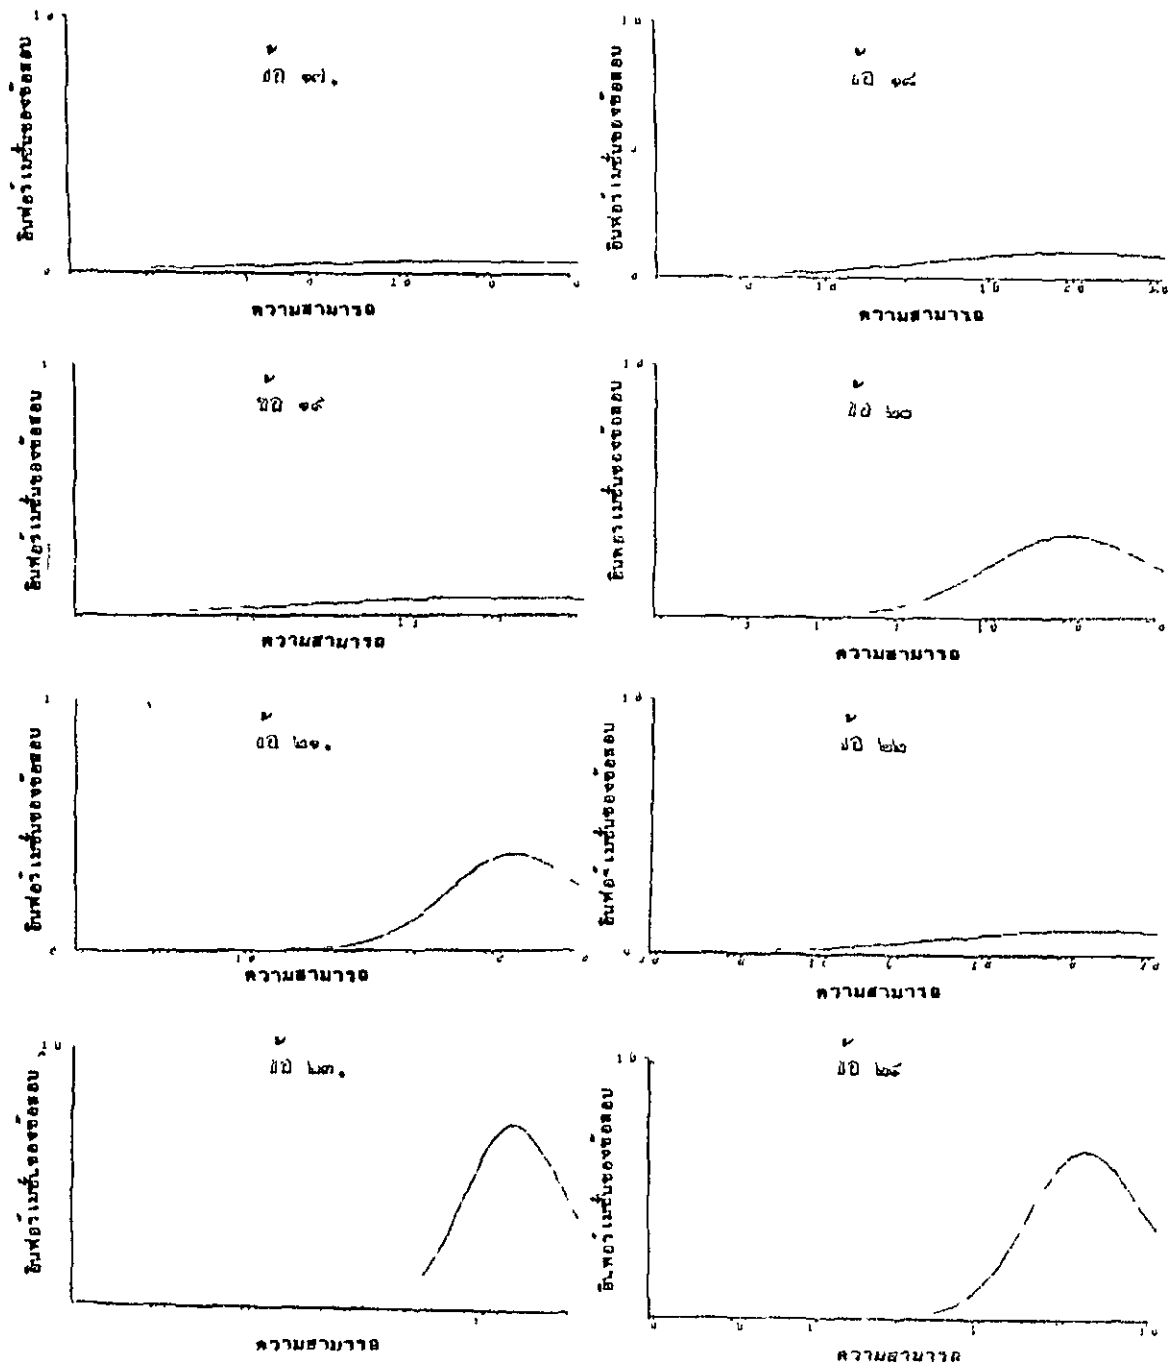 อินฟอร์เมชั่นของข้อสอบ
ข้อ ๑๗.
ความสามารถ
อินฟอร์เมชั่นของข้อสอบ
ข้อ ๑๘
ความสามารถ
อินฟอร์เมชั่นของข้อสอบ
ข้อ ๑๙
ความสามารถ
อินฟอร์เมชั่นของข้อสอบ
ข้อ ๒๐
ความสามารถ
อินฟอร์เมชั่นของข้อสอบ
ข้อ ๒๑.
ความสามารถ
อินฟอร์เมชั่นของข้อสอบ
ข้อ ๒๒
ความสามารถ
อินฟอร์เมชั่นของข้อสอบ
ข้อ ๒๓.
ความสามารถ
อินฟอร์เมชั่นของข้อสอบ
ข้อ ๒๔
ความสามารถ